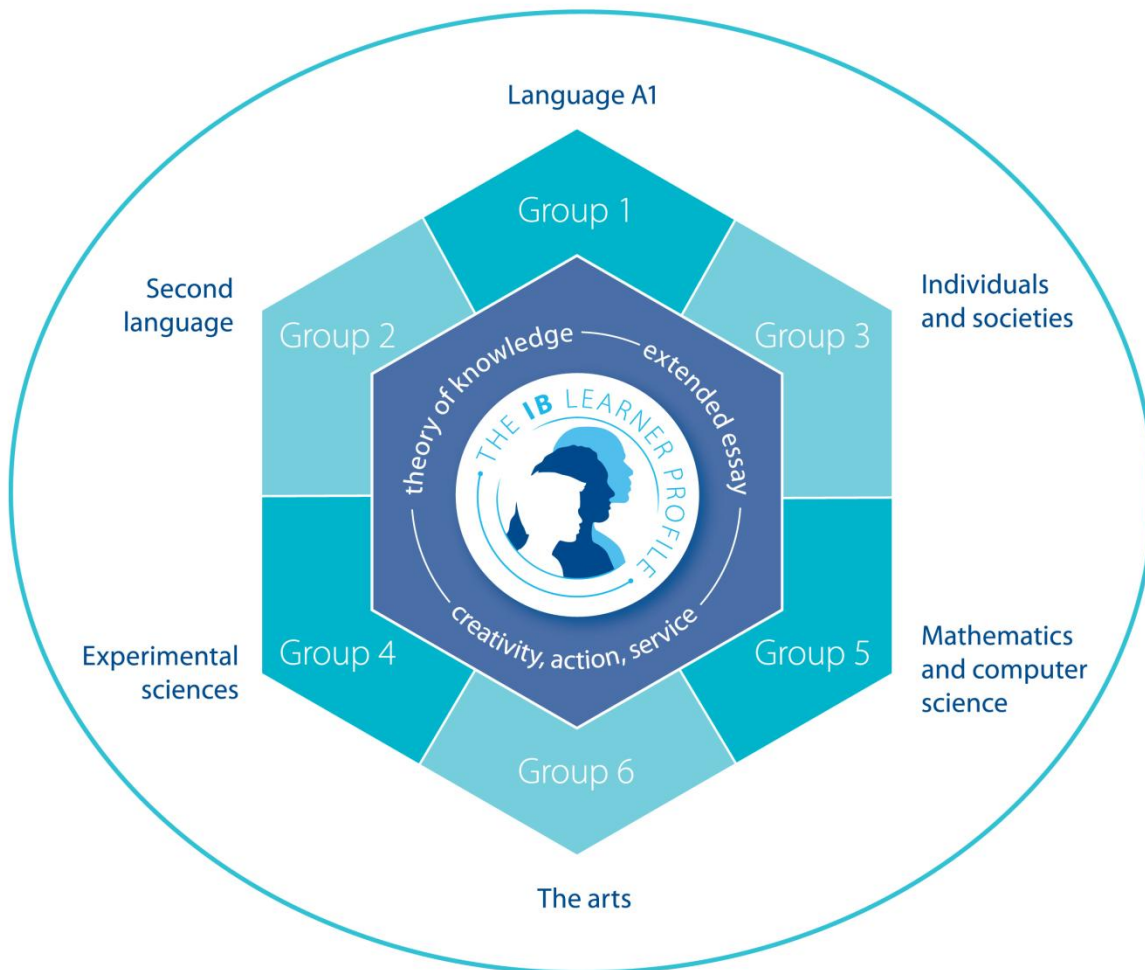 Language A1
Group 1
Second
language
Group 2
Group 3
Individuals
and societies
theory of knowledge
extended essay
THE IB LEARNER PROFILE
creativity, action, service
Experimental
sciences
Group 4
Group 5
Mathematics
and computer
science
Group 6
The arts